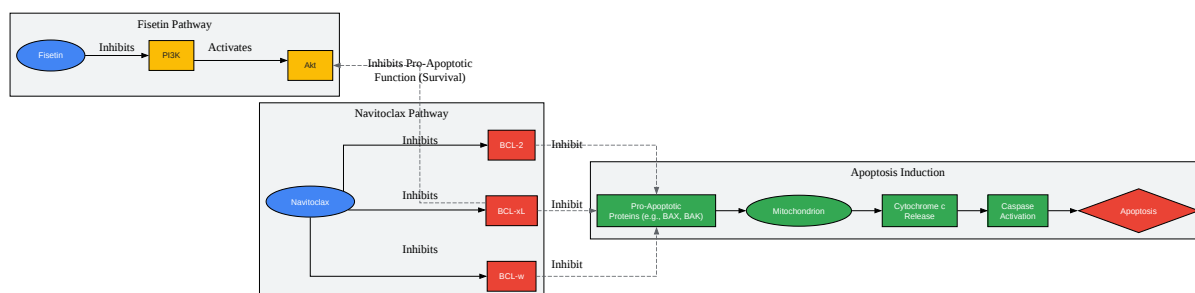 Fisetin Pathway
Fisetin
Inhibits
PI3K
Activates
Akt
Inhibits Pro-Apoptotic
Function (Survival)
Navitoclax Pathway
Navitoclax
Inhibits
BCL-2
Inhibit
Inhibits
BCL-xL
Inhibit
Inhibits
BCL-w
Inhibit
Apoptosis Induction
Pro-Apoptotic
Proteins (e.g., BAX, BAK)
Mitochondrion
Cytochrome c
Release
Caspase
Activation
Apoptosis